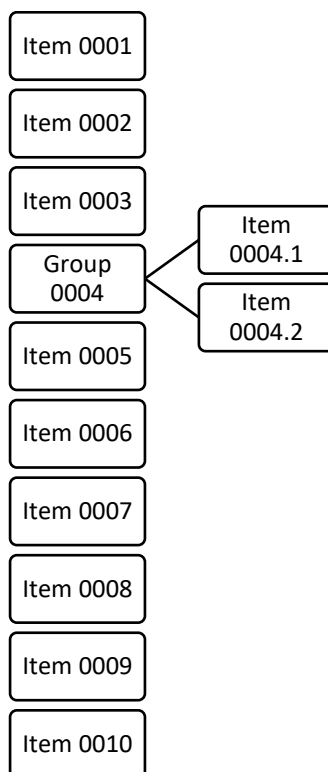 Item 0001
Item 0002
Item 0003
Group
0004
Item
0004.1
Item
0004.2
Item 0005
Item 0006
Item 0007
Item 0008
Item 0009
Item 0010